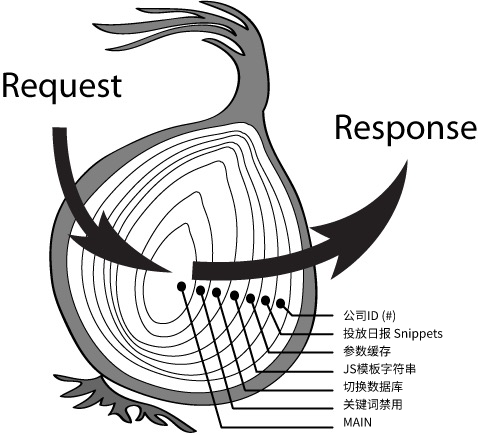 Request
Response
公司ID (#)
投放日报 Snippets
参数缓存
JS模板字符串
切换数据库
关键词禁用
MAIN